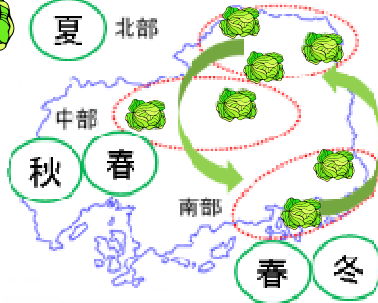 夏 北部
中部
秋 春
南部
春 冬